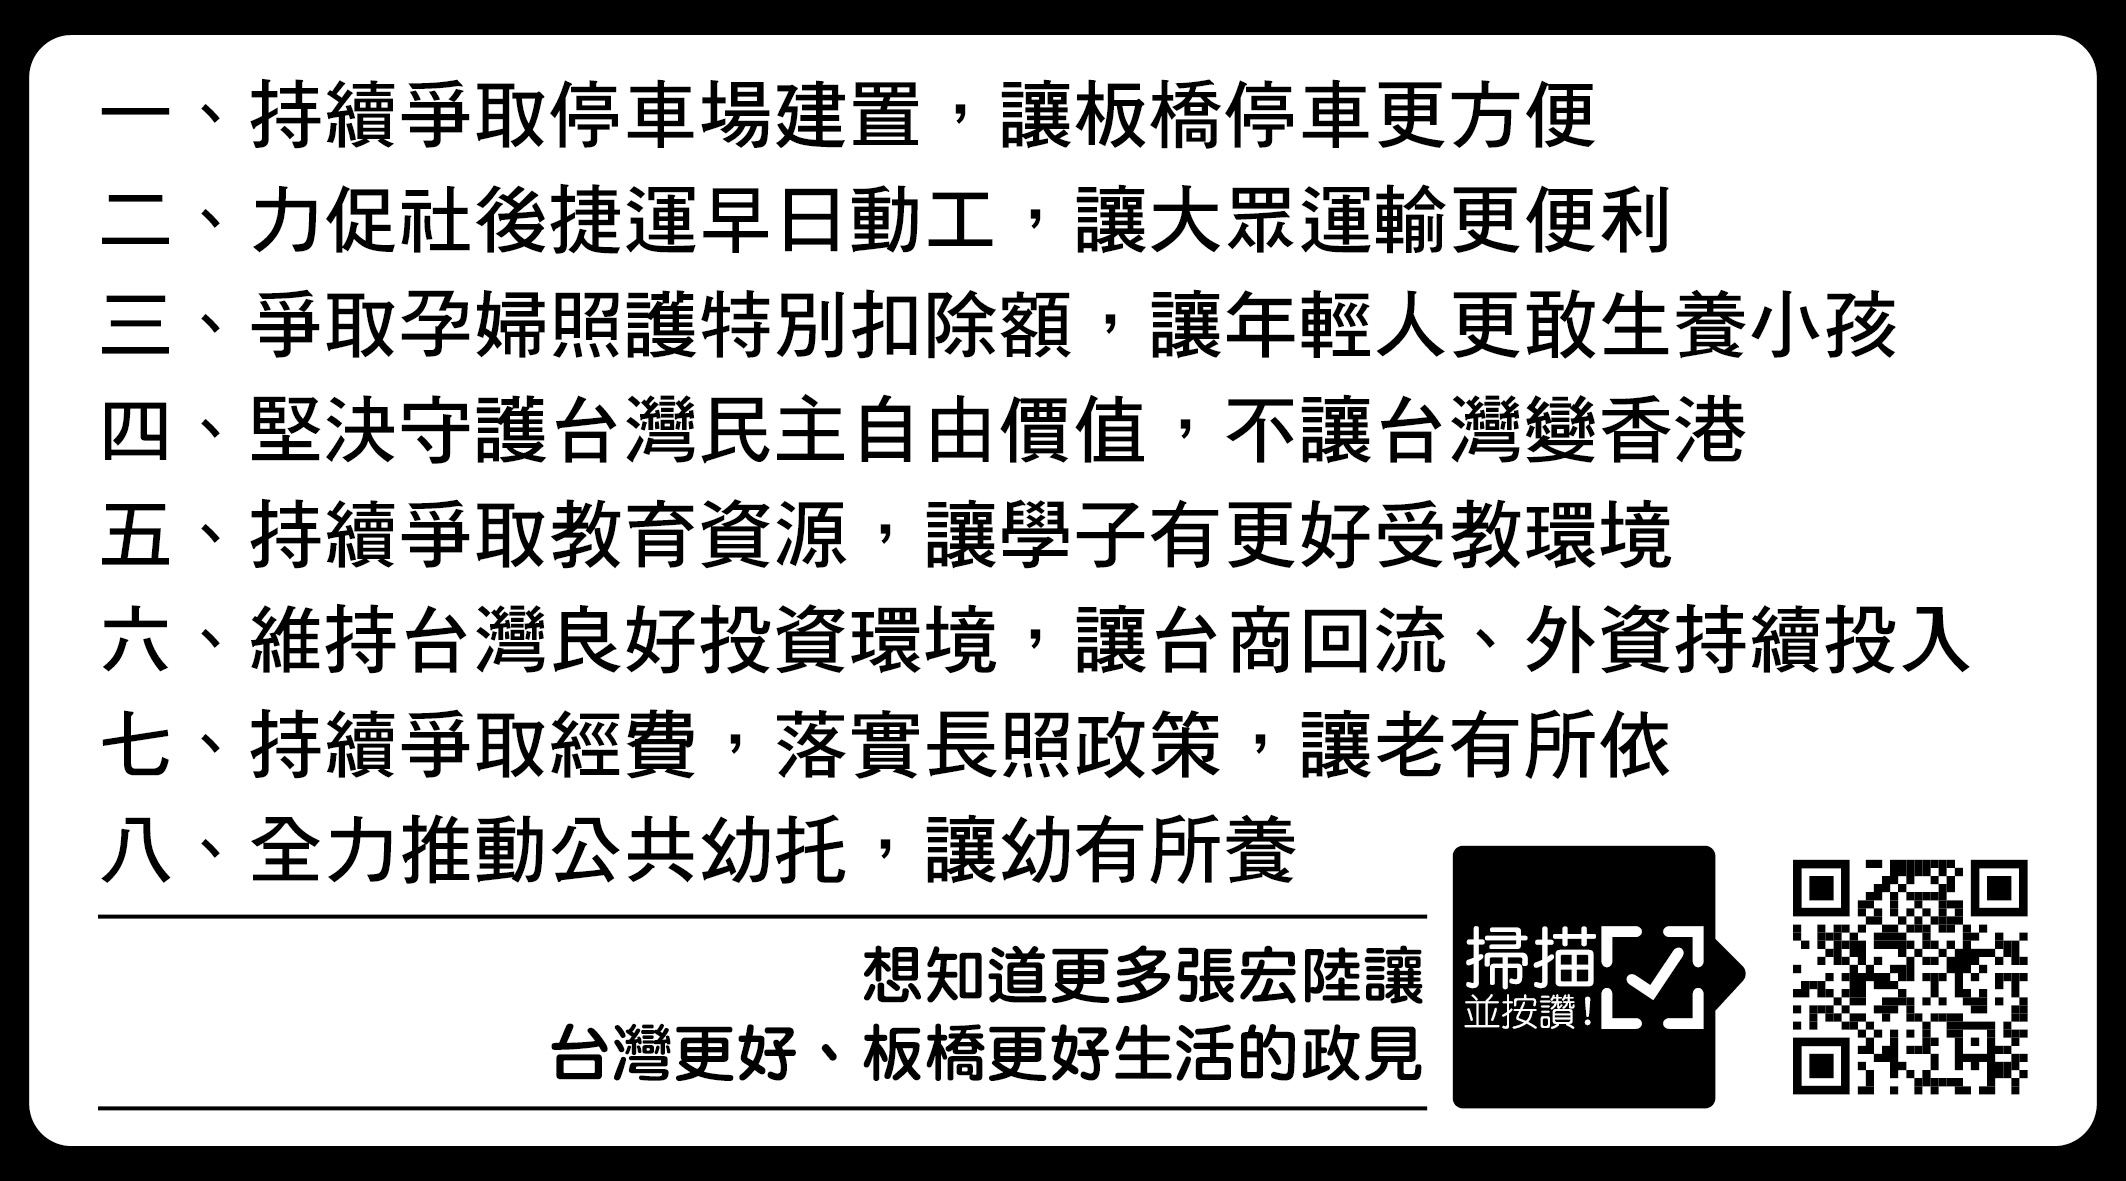 一、持續爭取停車場建置，讓板橋停車更方便
二、力促社後捷運早日動工，讓大眾運輸更便利
三、爭取孕婦照護特別扣除額，讓年輕人更敢生養小孩
四、堅決守護台灣民主自由價值，不讓台灣變香港
五、持續爭取教育資源，讓學子有更好受教環境
六、維持台灣良好投資環境，讓台商回流、外資持續投入
七、持續爭取經費，落實長照政策，讓老有所依
八、全力推動公共幼托，讓幼有所養
想知道更多張宏陸讓
台灣更好、板橋更好生活的政見
掃描
並按讚！